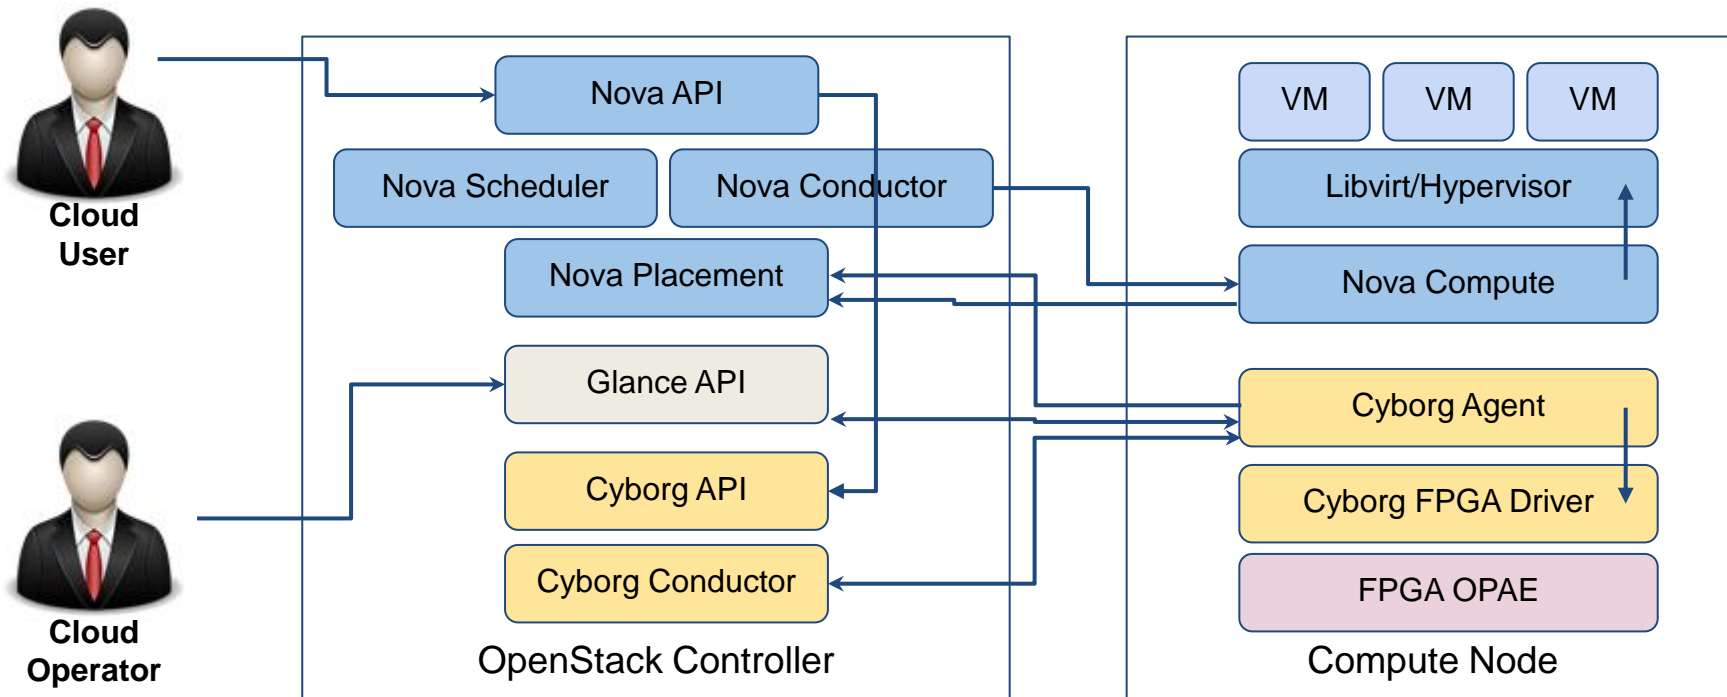 Cloud
User
Cloud
Operator
Nova API
Nova Scheduler
Nova Conductor
Nova Placement
Glance API
Cyborg API
Cyborg Conductor
OpenStack Controller
VM
VM
VM
Libvirt/Hypervisor
Nova Compute
Cyborg Agent
Cyborg FPGA Driver
FPGA OPAE
Compute Node